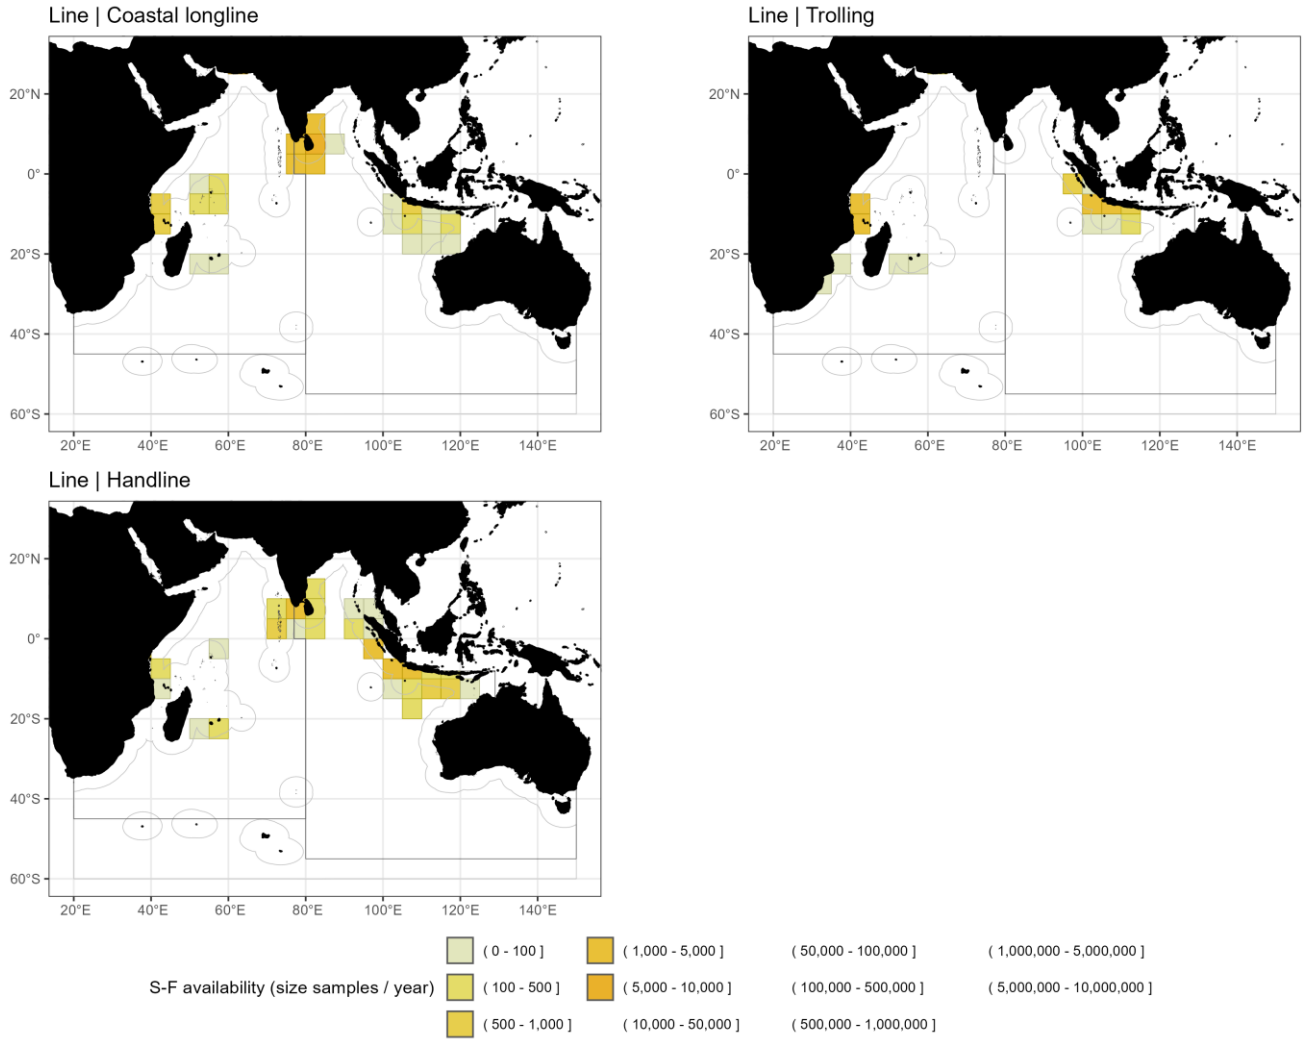 Line | Coastal longline
Line | Trolling
20°N
0°
20°S
40°S
60°S
20°E 40°E 60°E 80°E 100°E 120°E 140°E
20°N
0°
20°S
40°S
60°S
20°E 40°E 60°E 80°E 100°E 120°E 140°E
Line | Handline
20°N
0°
20°S
40°S
60°S
20°E 40°E 60°E 80°E 100°E 120°E 140°E
( 0 - 100 ] ( 1,000 - 5,000 ] ( 50,000 - 100,000 ] ( 1,000,000 - 5,000,000 ]
S-F availability (size samples / year) ( 100 - 500 ] ( 5,000 - 10,000 ] ( 100,000 - 500,000 ] ( 5,000,000 - 10,000,000 ]
( 500 - 1,000 ] ( 10,000 - 50,000 ] ( 500,000 - 1,000,000 ]